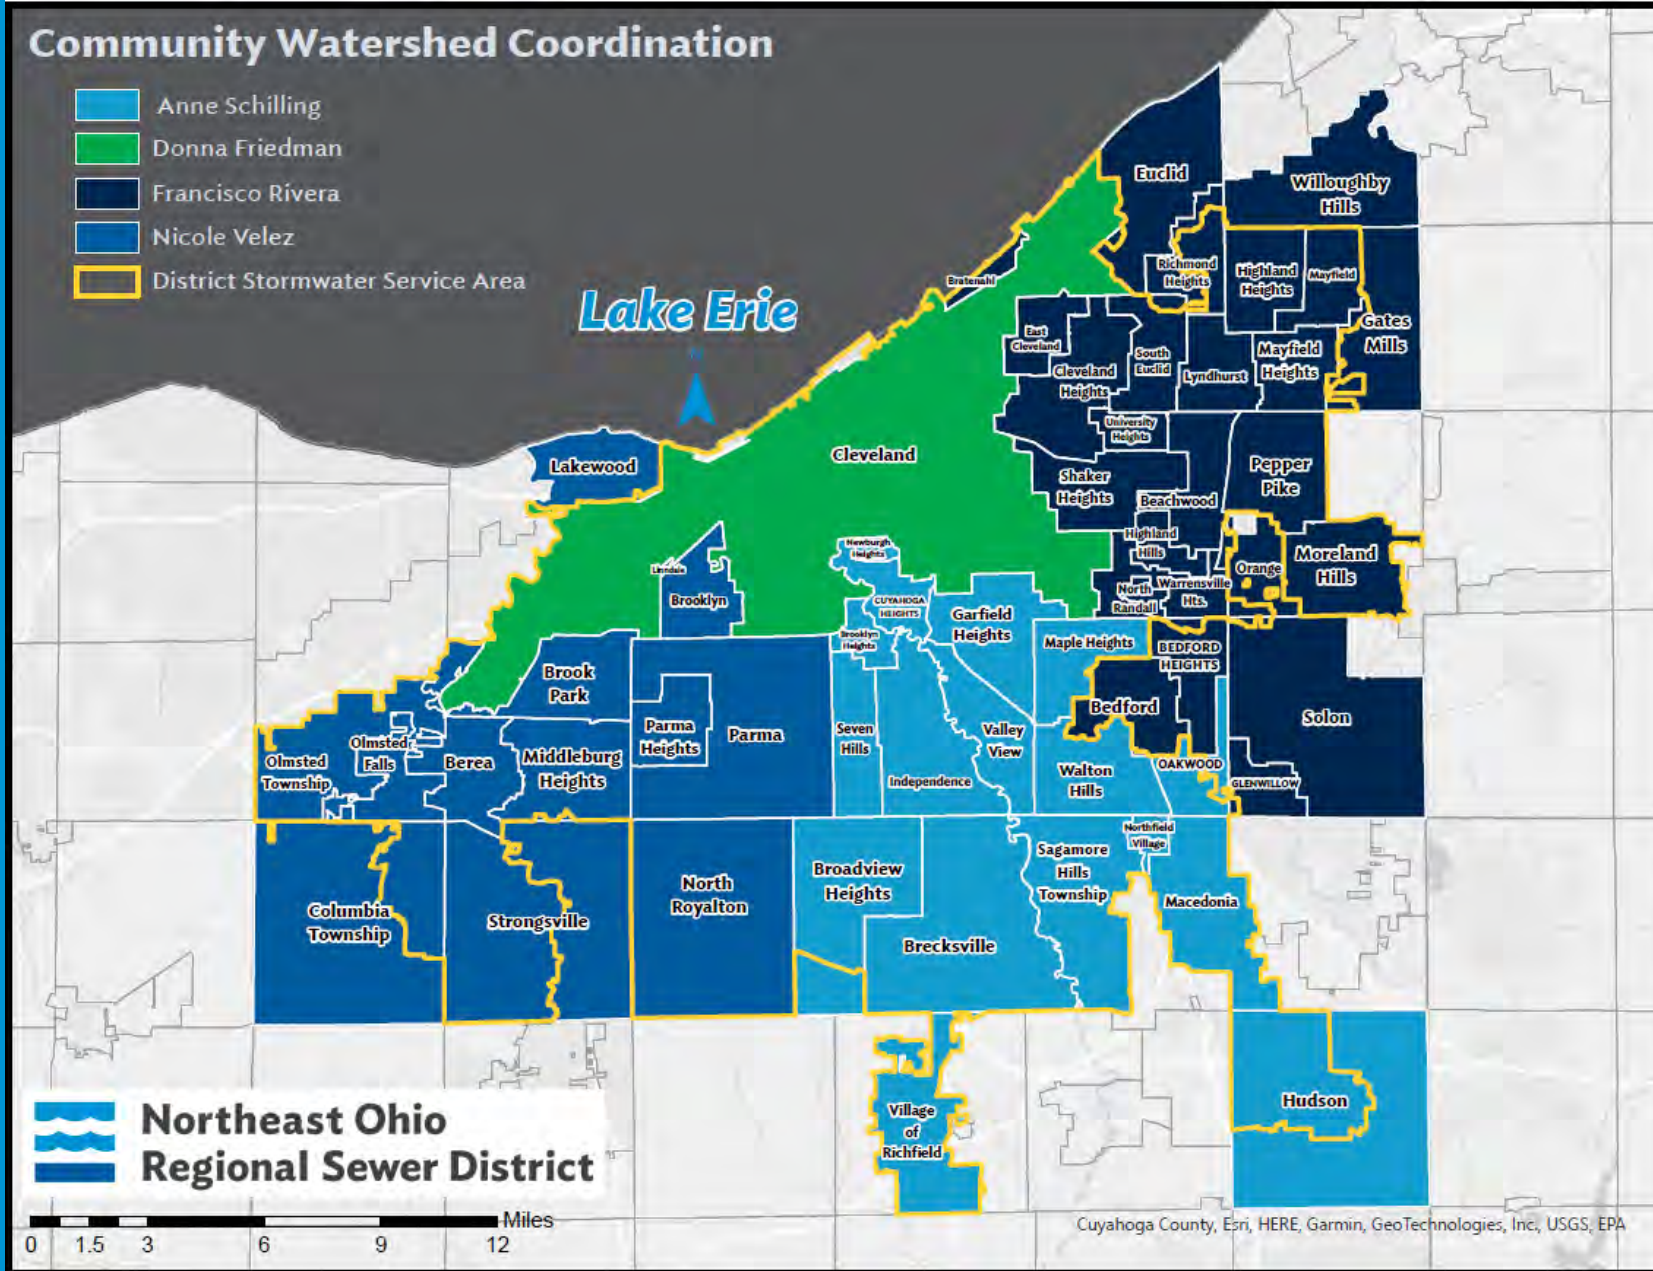 Community Watershed Coordination
Anne Schilling
Donna Friedman
Francisco Rivera
Nicole Velez
District Stormwater Service Area
Lake Erie
Euclid
Willoughby
Hills
Richmond
Heights
Highland
Heights
Mayfield
Bratenahl
Gates
Mills
East
Cleveland
Cleveland
Heights
South
Euclid
Lyndhurst
Mayfield
Heights
University
Heights
Cleveland
Lakewood
Shaker
Heights
Beachwood
Pepper
Pike
Highland
Hills
Orange
Moreland
Hills
Newburgh
Heights
Linndale
Brooklyn
CUYAHOGA
HEIGHTS
Garfield
Heights
North
Randall
Warrensville
Hts.
Brooklyn
Heights
Maple Heights
BEDFORD
HEIGHTS
Brook
Park
Bedford
Solon
Parma
Heights
Parma
Seven
Hills
Valley
View
Olmsted
Township
Olmsted
Falls
Berea
Middleburg
Heights
Independence
Walton
Hills
OAKWOOD
GLENWILLOW
Northfield
Village
Sagamore
Hills
Township
Broadview
Heights
North
Royalton
Columbia
Township
Strongsville
Brecksville
Macedonia
Hudson
Village
of
Richfield
Northeast Ohio
Regional Sewer District
Miles
0 1.5 3 6 9 12
Cuyahoga County, Esri, HERE, Garmin, GeoTechnologies, Inc., USGS, EPA